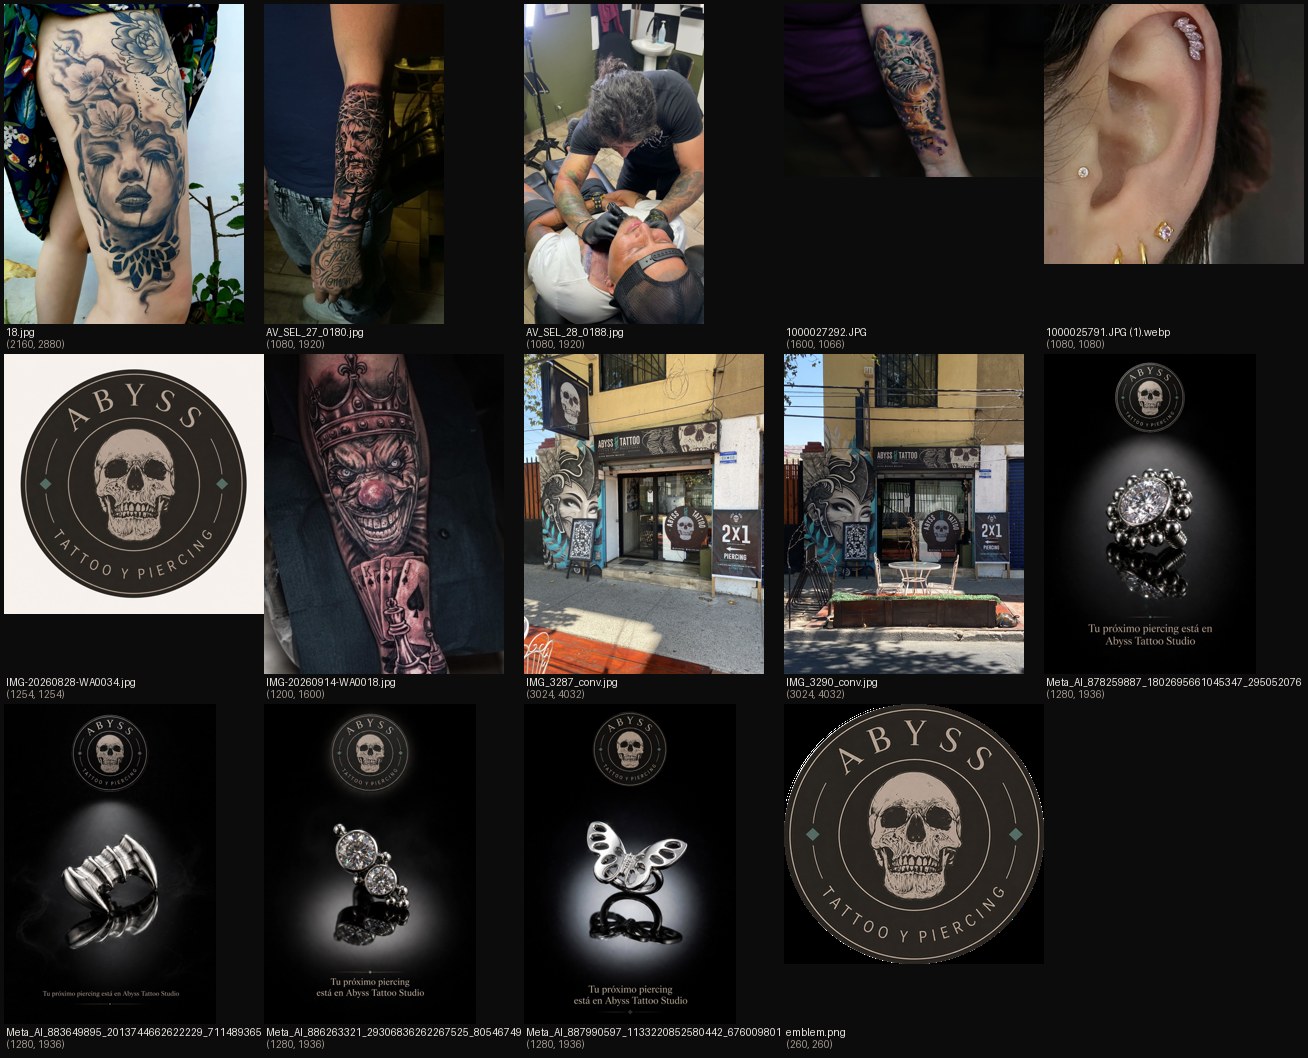 18.jpg
(2160, 2880)
AV_SEL_27_0180.jpg
(1080, 1920)
AV_SEL_28_0188.jpg
(1080, 1920)
1000027292.JPG
(1600, 1066)
1000025791.JPG (1).webp
(1080, 1080)
ABYSS
TATTOO Y PIERCING
IMG-20260828-WA0034.jpg
(1254, 1254)
IMG-20260914-WA0018.jpg
(1200, 1600)
ABYSS TATTOO
ABYSS TATTOO
2x1
PIERCING
IMG_3287_conv.jpg
(3024, 4032)
ABYSS TATTOO
ABYSS TATTOO
2x1
PIERCING
IMG_3290_conv.jpg
(3024, 4032)
ABYSS
TATTOO Y PIERCING
Tu próximo piercing está en
Abyss Tattoo Studio
Meta_AI_878259887_1802695661045347_295052076
(1280, 1936)
ABYSS
TATTOO Y PIERCING
Tu próximo piercing está en Abyss Tattoo Studio
Meta_AI_883649895_2013744662622229_711489365
(1280, 1936)
ABYSS
TATTOO Y PIERCING
Tu próximo piercing
está en Abyss Tattoo Studio
Meta_AI_886263321_2930683626226​7525_80546749
(1280, 1936)
ABYSS
TATTOO Y PIERCING
Tu próximo piercing
está en Abyss Tattoo Studio
Meta_AI_887990597_1133220852580442_676009801
(1280, 1936)
ABYSS
TATTOO Y PIERCING
emblem.png
(260, 260)